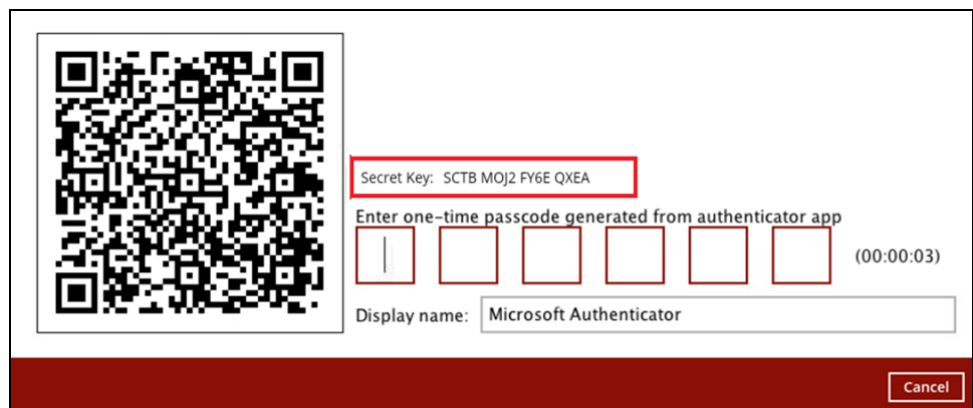 Secret Key: SCTB MOJ2 FY6E QXEA
Enter one-time passcode generated from authenticator app
(00:00:03)
Display name: Microsoft Authenticator
Cancel